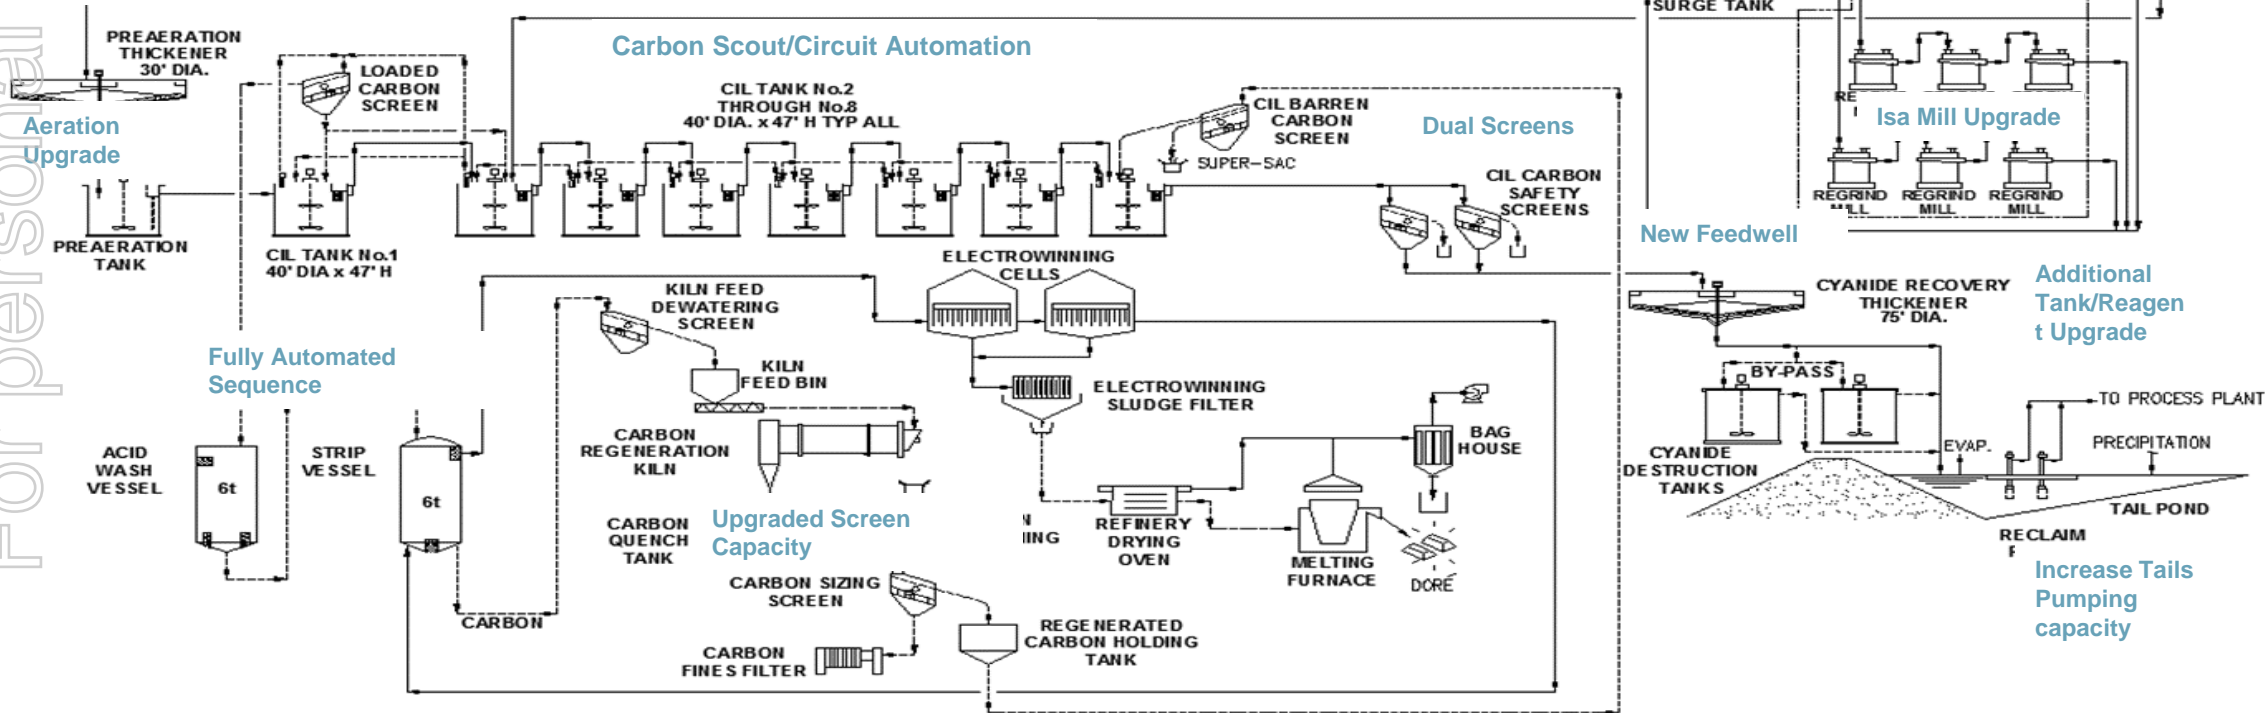 For personal
SURGE TANK
PREAERATION
THICKENER
30' DIA.
LOADED
CARBON
SCREEN
Carbon Scout/Circuit Automation
CIL TANK No.2
THROUGH No.8
40' DIA. x 47' H TYP ALL
CIL BARREN
CARBON
SCREEN
SUPER-SAC
Dual Screens
CIL CARBON
SAFETY
SCREENS
RE
Isa Mill Upgrade
REGRIND
MILL
REGRIND
MILL
REGRIND
MILL
Aeration
Upgrade
PREAERATION
TANK
CIL TANK No.1
40' DIA x 47' H
New Feedwell
ELECTROWINNING
CELLS
KILN FEED
DEWATERING
SCREEN
CYANIDE RECOVERY
THICKENER
75' DIA.
Additional
Tank/Reagen
t Upgrade
Fully Automated
Sequence
KILN
FEED BIN
ELECTROWINNING
SLUDGE FILTER
BY-PASS
TO PROCESS PLANT
PRECIPITATION
EVAP.
CYANIDE
DESTRUCTION
TANKS
TAIL POND
RECLAIM
Increase Tails
Pumping
capacity
ACID
WASH
VESSEL
6t
STRIP
VESSEL
6t
CARBON
REGENERATION
KILN
BAG
HOUSE
CARBON
QUENCH
TANK
Upgraded Screen
Capacity
N
ING
REFINERY
DRYING
OVEN
MELTING
FURNACE
DORÉ
CARBON SIZING
SCREEN
CARBON
REGENERATED
CARBON HOLDING
TANK
CARBON
FINES FILTER